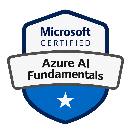 Microsoft
CERTIFIED
Azure AI
Fundamentals